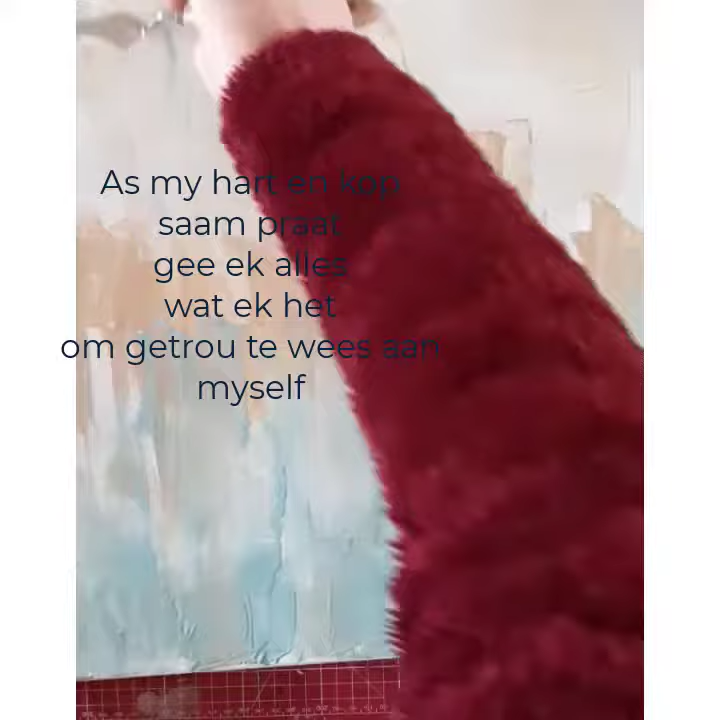 As my hart en kop
saam praat
gee ek alles
wat ek het
om getrou te wees aan
myself